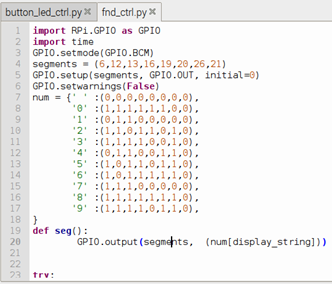 button_led_ctrl.py ✖ fnd_ctrl.py ✖
1 import RPi.GPIO as GPIO
2 import time
3 GPIO.setmode(GPIO.BCM)
4 segments = (6,12,13,16,19,20,26,21)
5 GPIO.setup(segments, GPIO.OUT, initial=0)
6 GPIO.setwarnings(False)
7 num = {' ' :(0,0,0,0,0,0,0,0),
8 '0' :(1,1,1,1,1,1,0,0),
9 '1' :(0,1,1,0,0,0,0,0),
10 '2' :(1,1,0,1,1,0,1,0),
11 '3' :(1,1,1,1,0,0,1,0),
12 '4' :(0,1,1,0,0,1,1,0),
13 '5' :(1,0,1,1,0,1,1,0),
14 '6' :(1,0,1,1,1,1,1,0),
15 '7' :(1,1,1,0,0,0,0,0),
16 '8' :(1,1,1,1,1,1,1,0),
17 '9' :(1,1,1,1,0,1,1,0),
18 }
19 def seg():
20 GPIO.output(segments, (num[display_string]))
21
22
23 try: